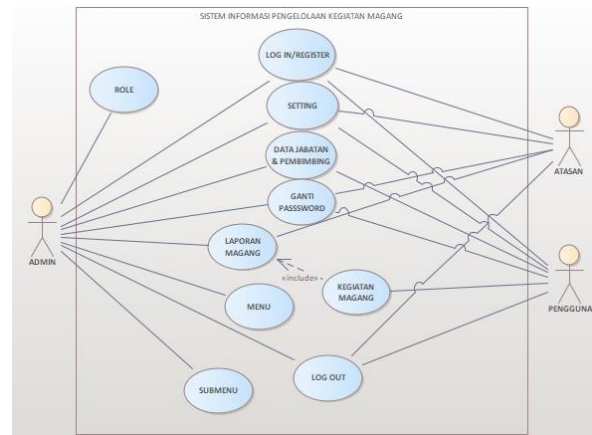 SISTEM INFORMASI PENGELOLAAN KEGIATAN MAGANG
LOG IN/REGISTER
ROLE
SETTING
DATA JABATAN
& PEMBIMBING
ATASAN
GANTI
PASSSWORD
ADMIN
LAPORAN
MAGANG
«include»
KEGIATAN
MAGANG
PENGGUNA
MENU
LOG OUT
SUBMENU